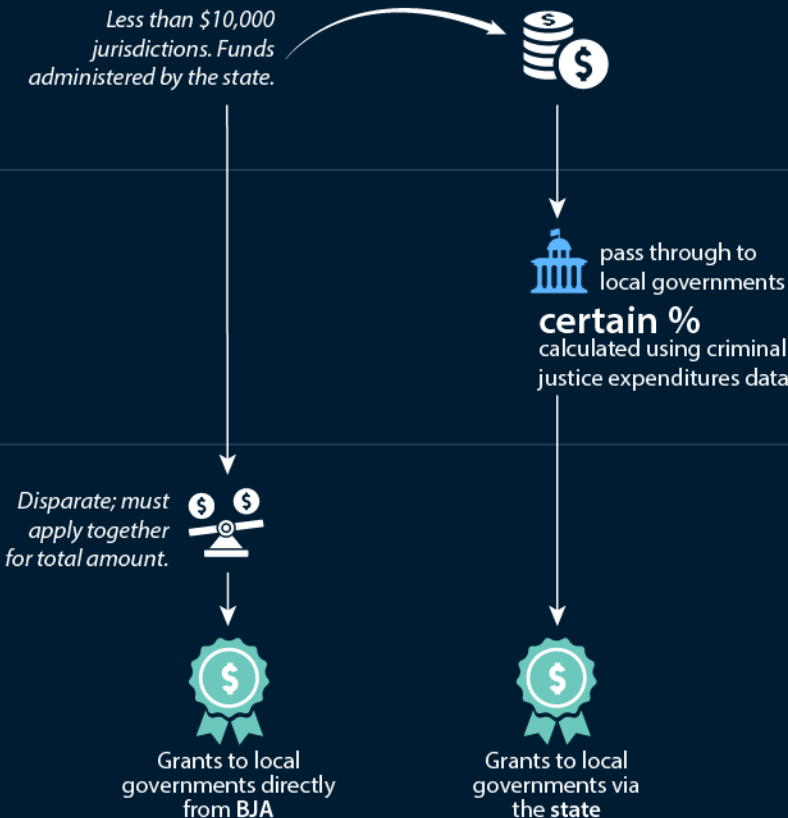 Less than $10,000
jurisdictions. Funds
administered by the state.
$
$
pass through to
local governments
certain %
calculated using criminal
justice expenditures data
Disparate; must
apply together
for total amount.
$ $
$
Grants to local
governments directly
from BJA
$
Grants to local
governments via
the state